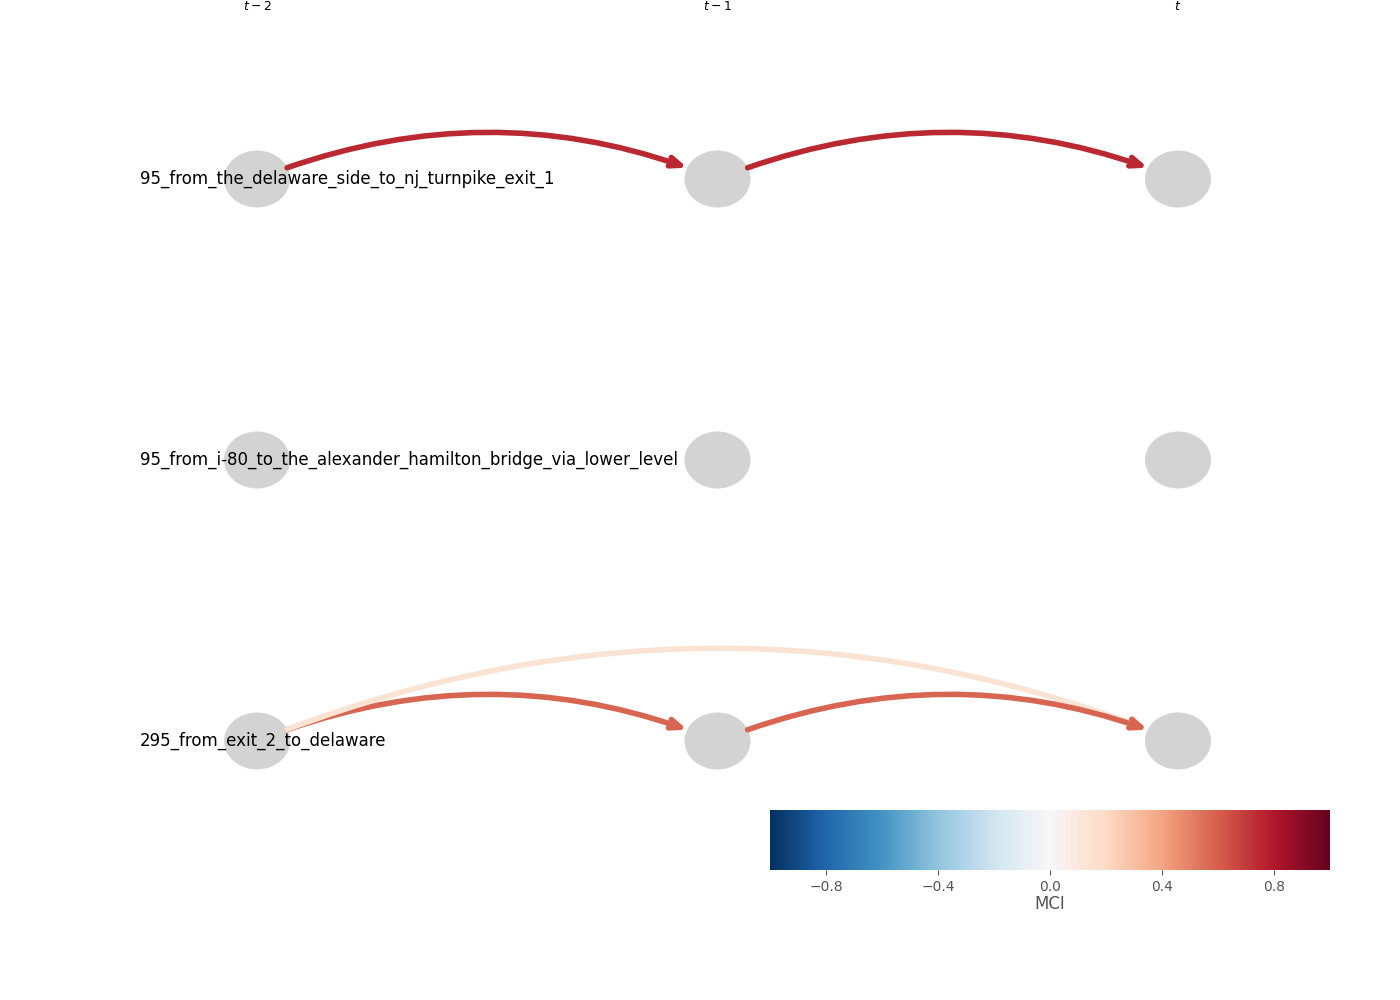 t − 2 t − 1 t
95_from_the_delaware_side_to_nj_turnpike_exit_1
95_from_i-80_to_the_alexander_hamilton_bridge_via_lower_level
295_from_exit_2_to_delaware
−0.8 −0.4 0.0 0.4 0.8
MCI